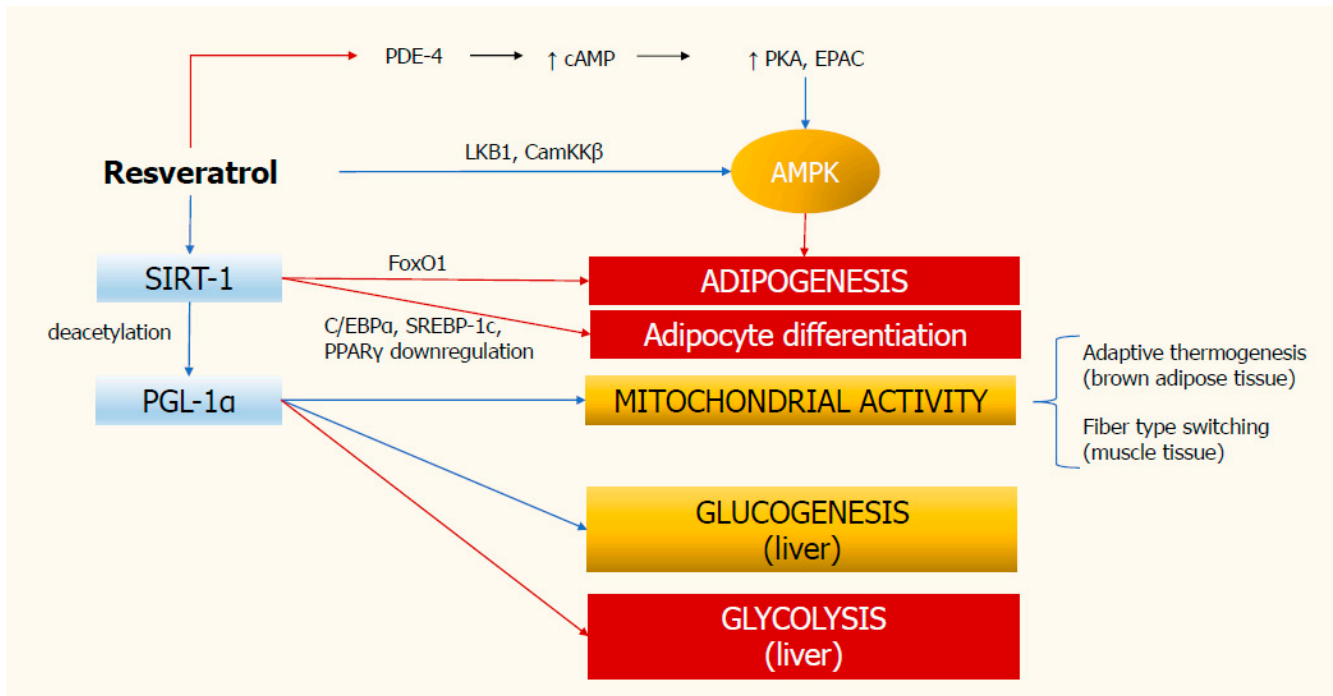 PDE-4
↑ cAMP
↑ PKA, EPAC
Resveratrol
LKB1, CamKKβ
AMPK
SIRT-1
FoxO1
ADIPOGENESIS
deacetylation
C/EBPα, SREBP-1c,
PPARγ downregulation
Adipocyte differentiation
PGL-1α
MITOCHONDRIAL ACTIVITY
Adaptive thermogenesis
(brown adipose tissue)
Fiber type switching
(muscle tissue)
GLUCOGENESIS
(liver)
GLYCOLYSIS
(liver)